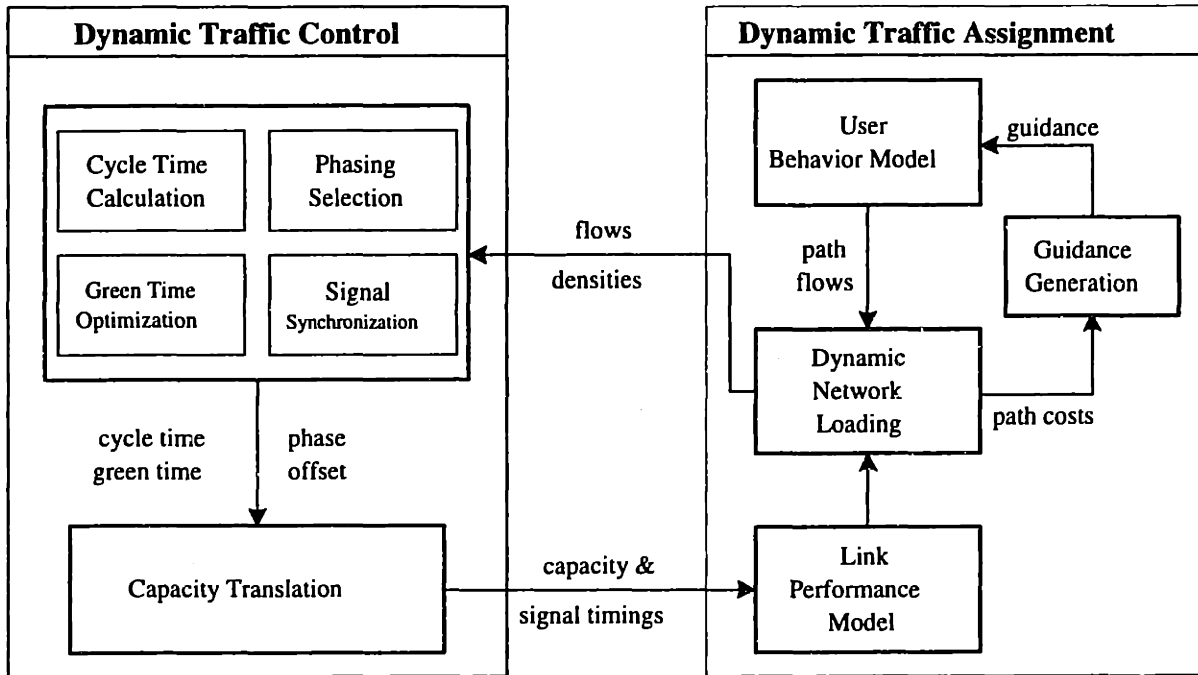 Dynamic Traffic Control
Cycle Time
Calculation
Phasing
Selection
Green Time
Optimization
Signal
Synchronization
cycle time
green time
phase
offset
Capacity Translation
flows
densities
capacity &
signal timings
Dynamic Traffic Assignment
User
Behavior Model
guidance
path
flows
Guidance
Generation
Dynamic
Network
Loading
path costs
Link
Performance
Model